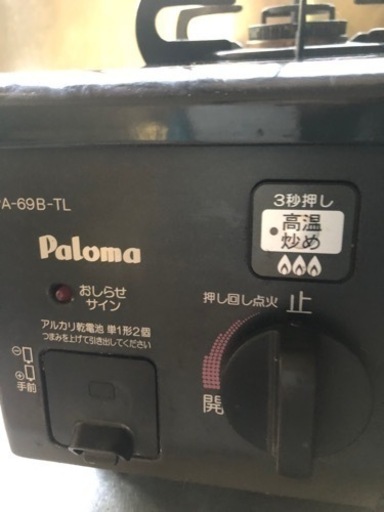 A-69B-TL
Paloma
おしらせ
サイン
アルカリ乾電池 単1形2個
つまみを上げて引き出してください
⊖
⊕
手前
3秒押し
高温
炒め
押し回し点火
止
開